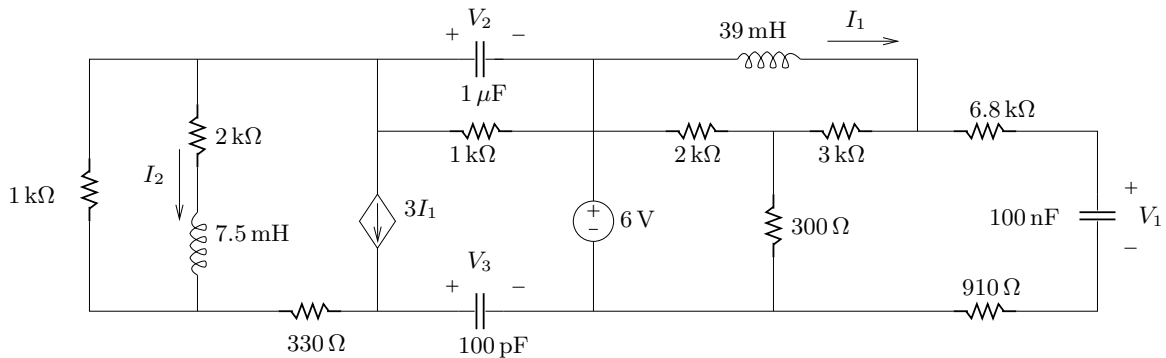 V₂
+ −
1 μF
39 mH
I₁
6.8 kΩ
2 kΩ
1 kΩ
2 kΩ
3 kΩ
I₂
1 kΩ
7.5 mH
3I₁
+
-
6 V
300 Ω
100 nF
+
V₁
−
V₃
+ −
330 Ω
100 pF
910 Ω